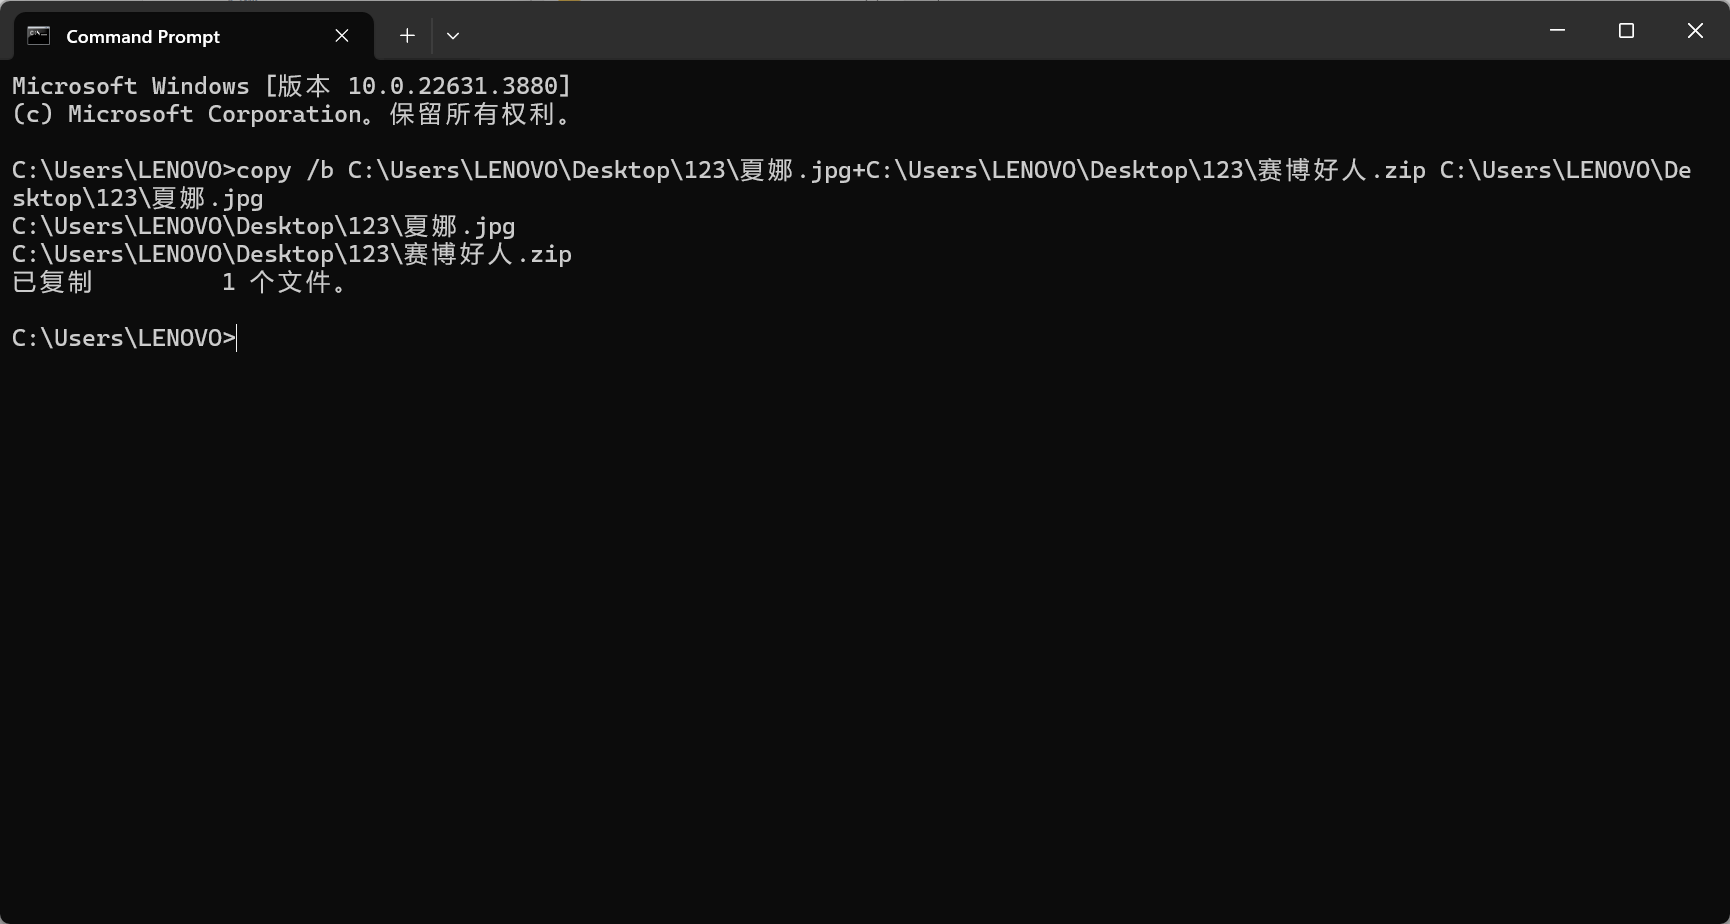 Command Prompt
Microsoft Windows [版本 10.0.22631.3880]
(c) Microsoft Corporation。保留所有权利。
C:\Users\LENOVO>copy /b C:\Users\LENOVO\Desktop\123\夏娜.jpg+C:\Users\LENOVO\Desktop\123\赛博好人.zip C:\Users\LENOVO\De
sktop\123\夏娜.jpg
C:\Users\LENOVO\Desktop\123\夏娜.jpg
C:\Users\LENOVO\Desktop\123\赛博好人.zip
已复制         1 个文件。
C:\Users\LENOVO>